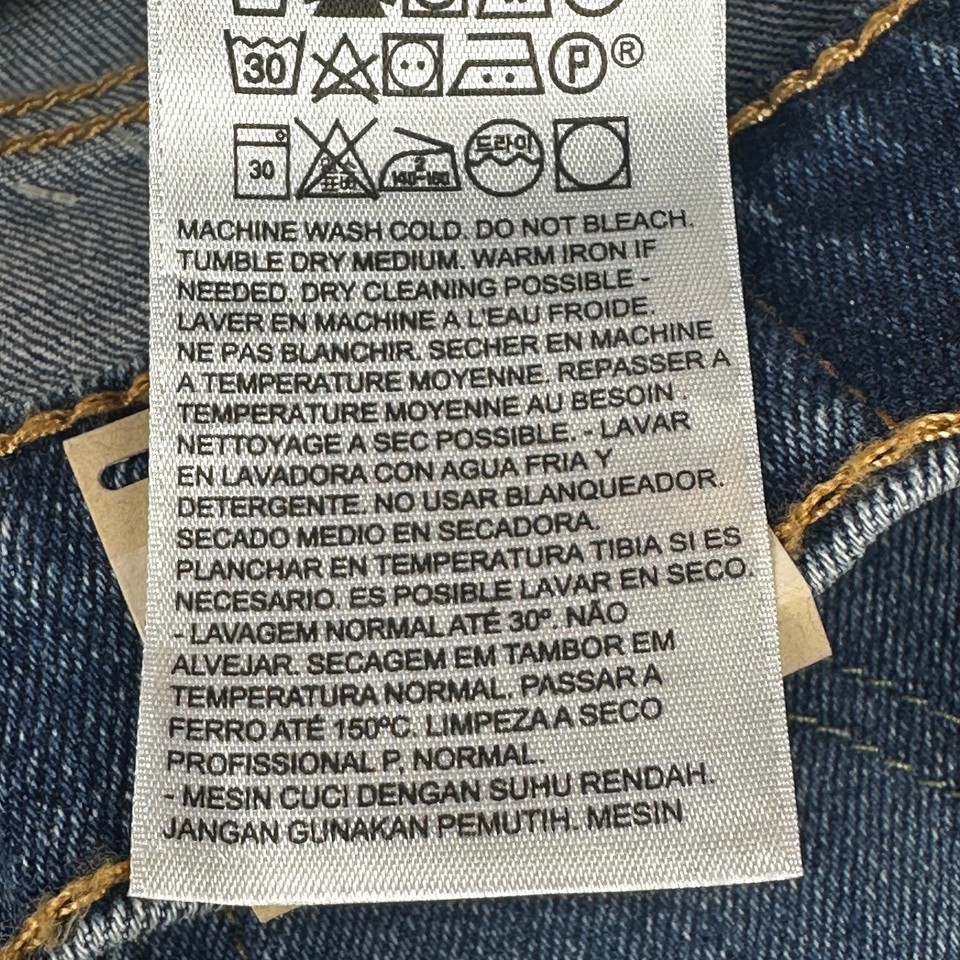 30 P ®
30 2 140~160 드라이
MACHINE WASH COLD. DO NOT BLEACH.
TUMBLE DRY MEDIUM. WARM IRON IF
NEEDED. DRY CLEANING POSSIBLE -
LAVER EN MACHINE A L'EAU FROIDE.
NE PAS BLANCHIR. SECHER EN MACHINE
A TEMPERATURE MOYENNE. REPASSER A
TEMPERATURE MOYENNE AU BESOIN .
NETTOYAGE A SEC POSSIBLE. - LAVAR
EN LAVADORA CON AGUA FRIA Y
DETERGENTE. NO USAR BLANQUEADOR.
SECADO MEDIO EN SECADORA.
PLANCHAR EN TEMPERATURA TIBIA SI ES
NECESARIO. ES POSIBLE LAVAR EN SECO.
- LAVAGEM NORMAL ATÉ 30º. NÃO
ALVEJAR. SECAGEM EM TAMBOR EM
TEMPERATURA NORMAL. PASSAR A
FERRO ATÉ 150ºC. LIMPEZA A SECO
PROFISSIONAL P, NORMAL.
- MESIN CUCI DENGAN SUHU RENDAH.
JANGAN GUNAKAN PEMUTIH. MESIN